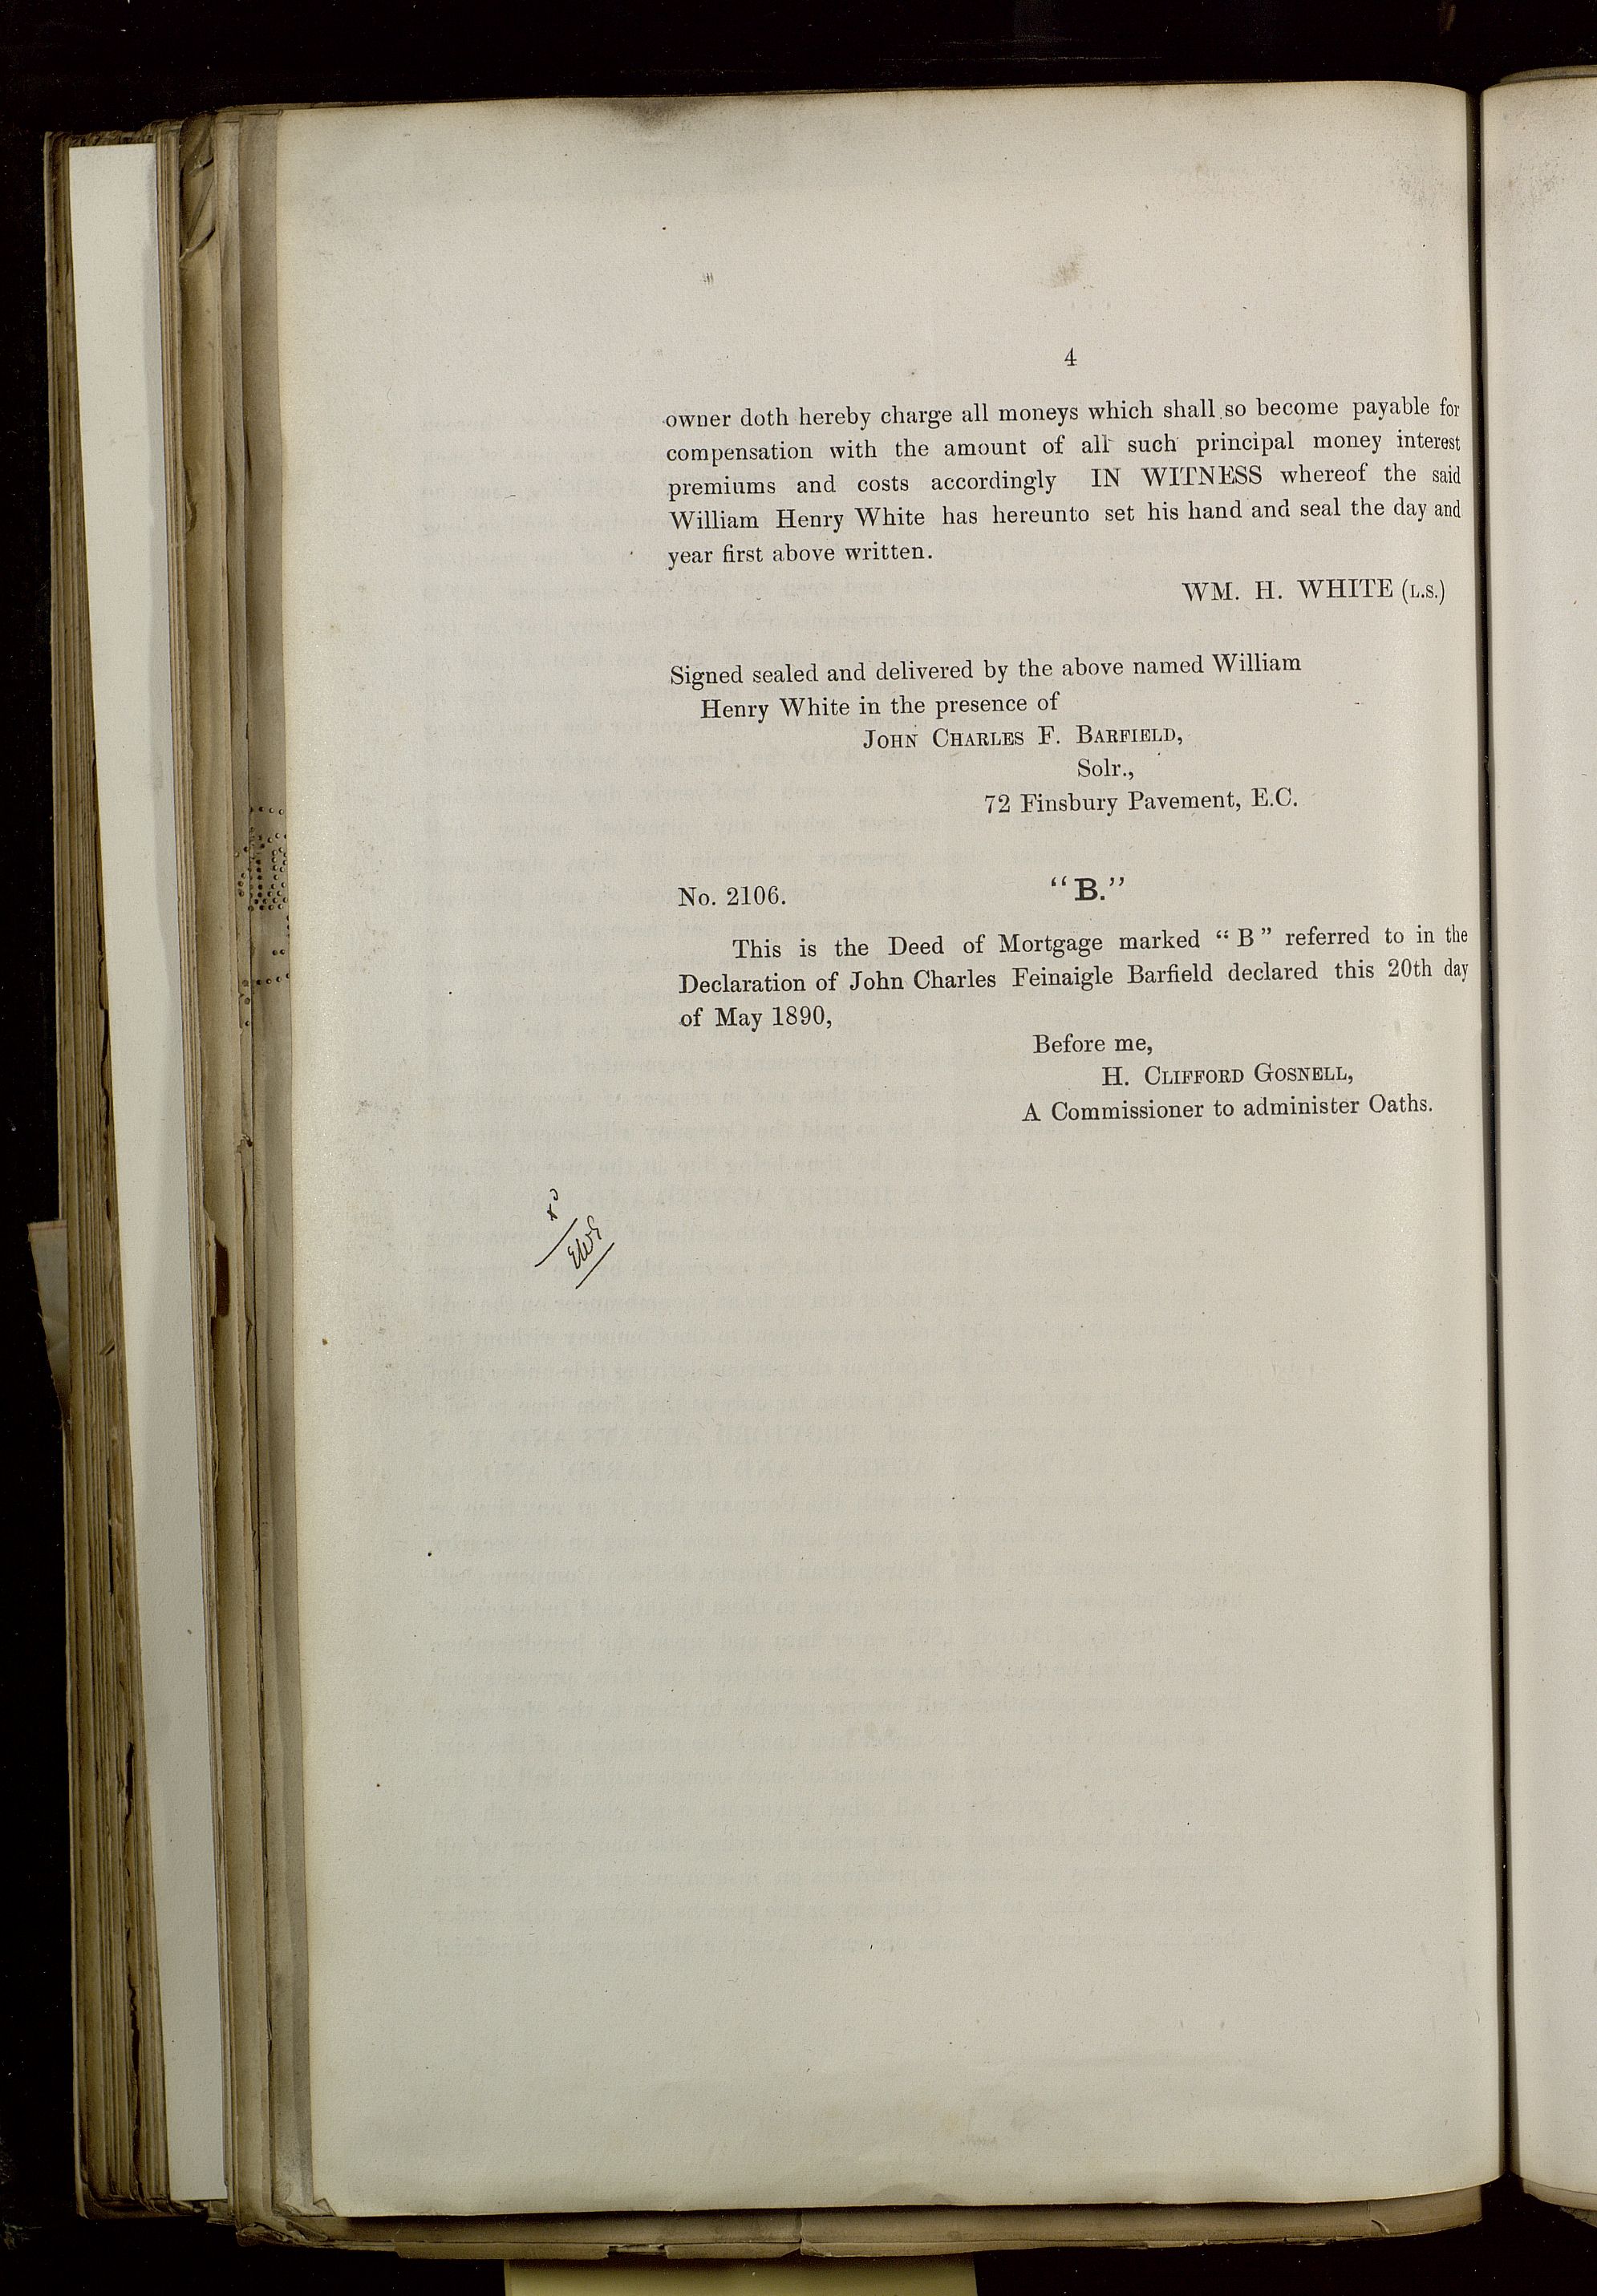 4
owner doth hereby charge all moneys which shall so become payable for
compensation with the amount of all such principal money interest
premiums and costs accordingly IN WITNESS whereof the said
William Henry White has hereunto set his hand and seal the day and
year first above written.
WM. H. WHITE (L.S.)
Signed sealed and delivered by the above named William
Henry White in the presence of
JOHN CHARLES F. BARFIELD,
Solr.,
72 Finsbury Pavement, E.C.
No. 2106. “B.”
This is the Deed of Mortgage marked “B” referred to in the
Declaration of John Charles Feinaigle Barfield declared this 20th day
of May 1890,
Before me,
H. CLIFFORD GOSNELL,
A Commissioner to administer Oaths.